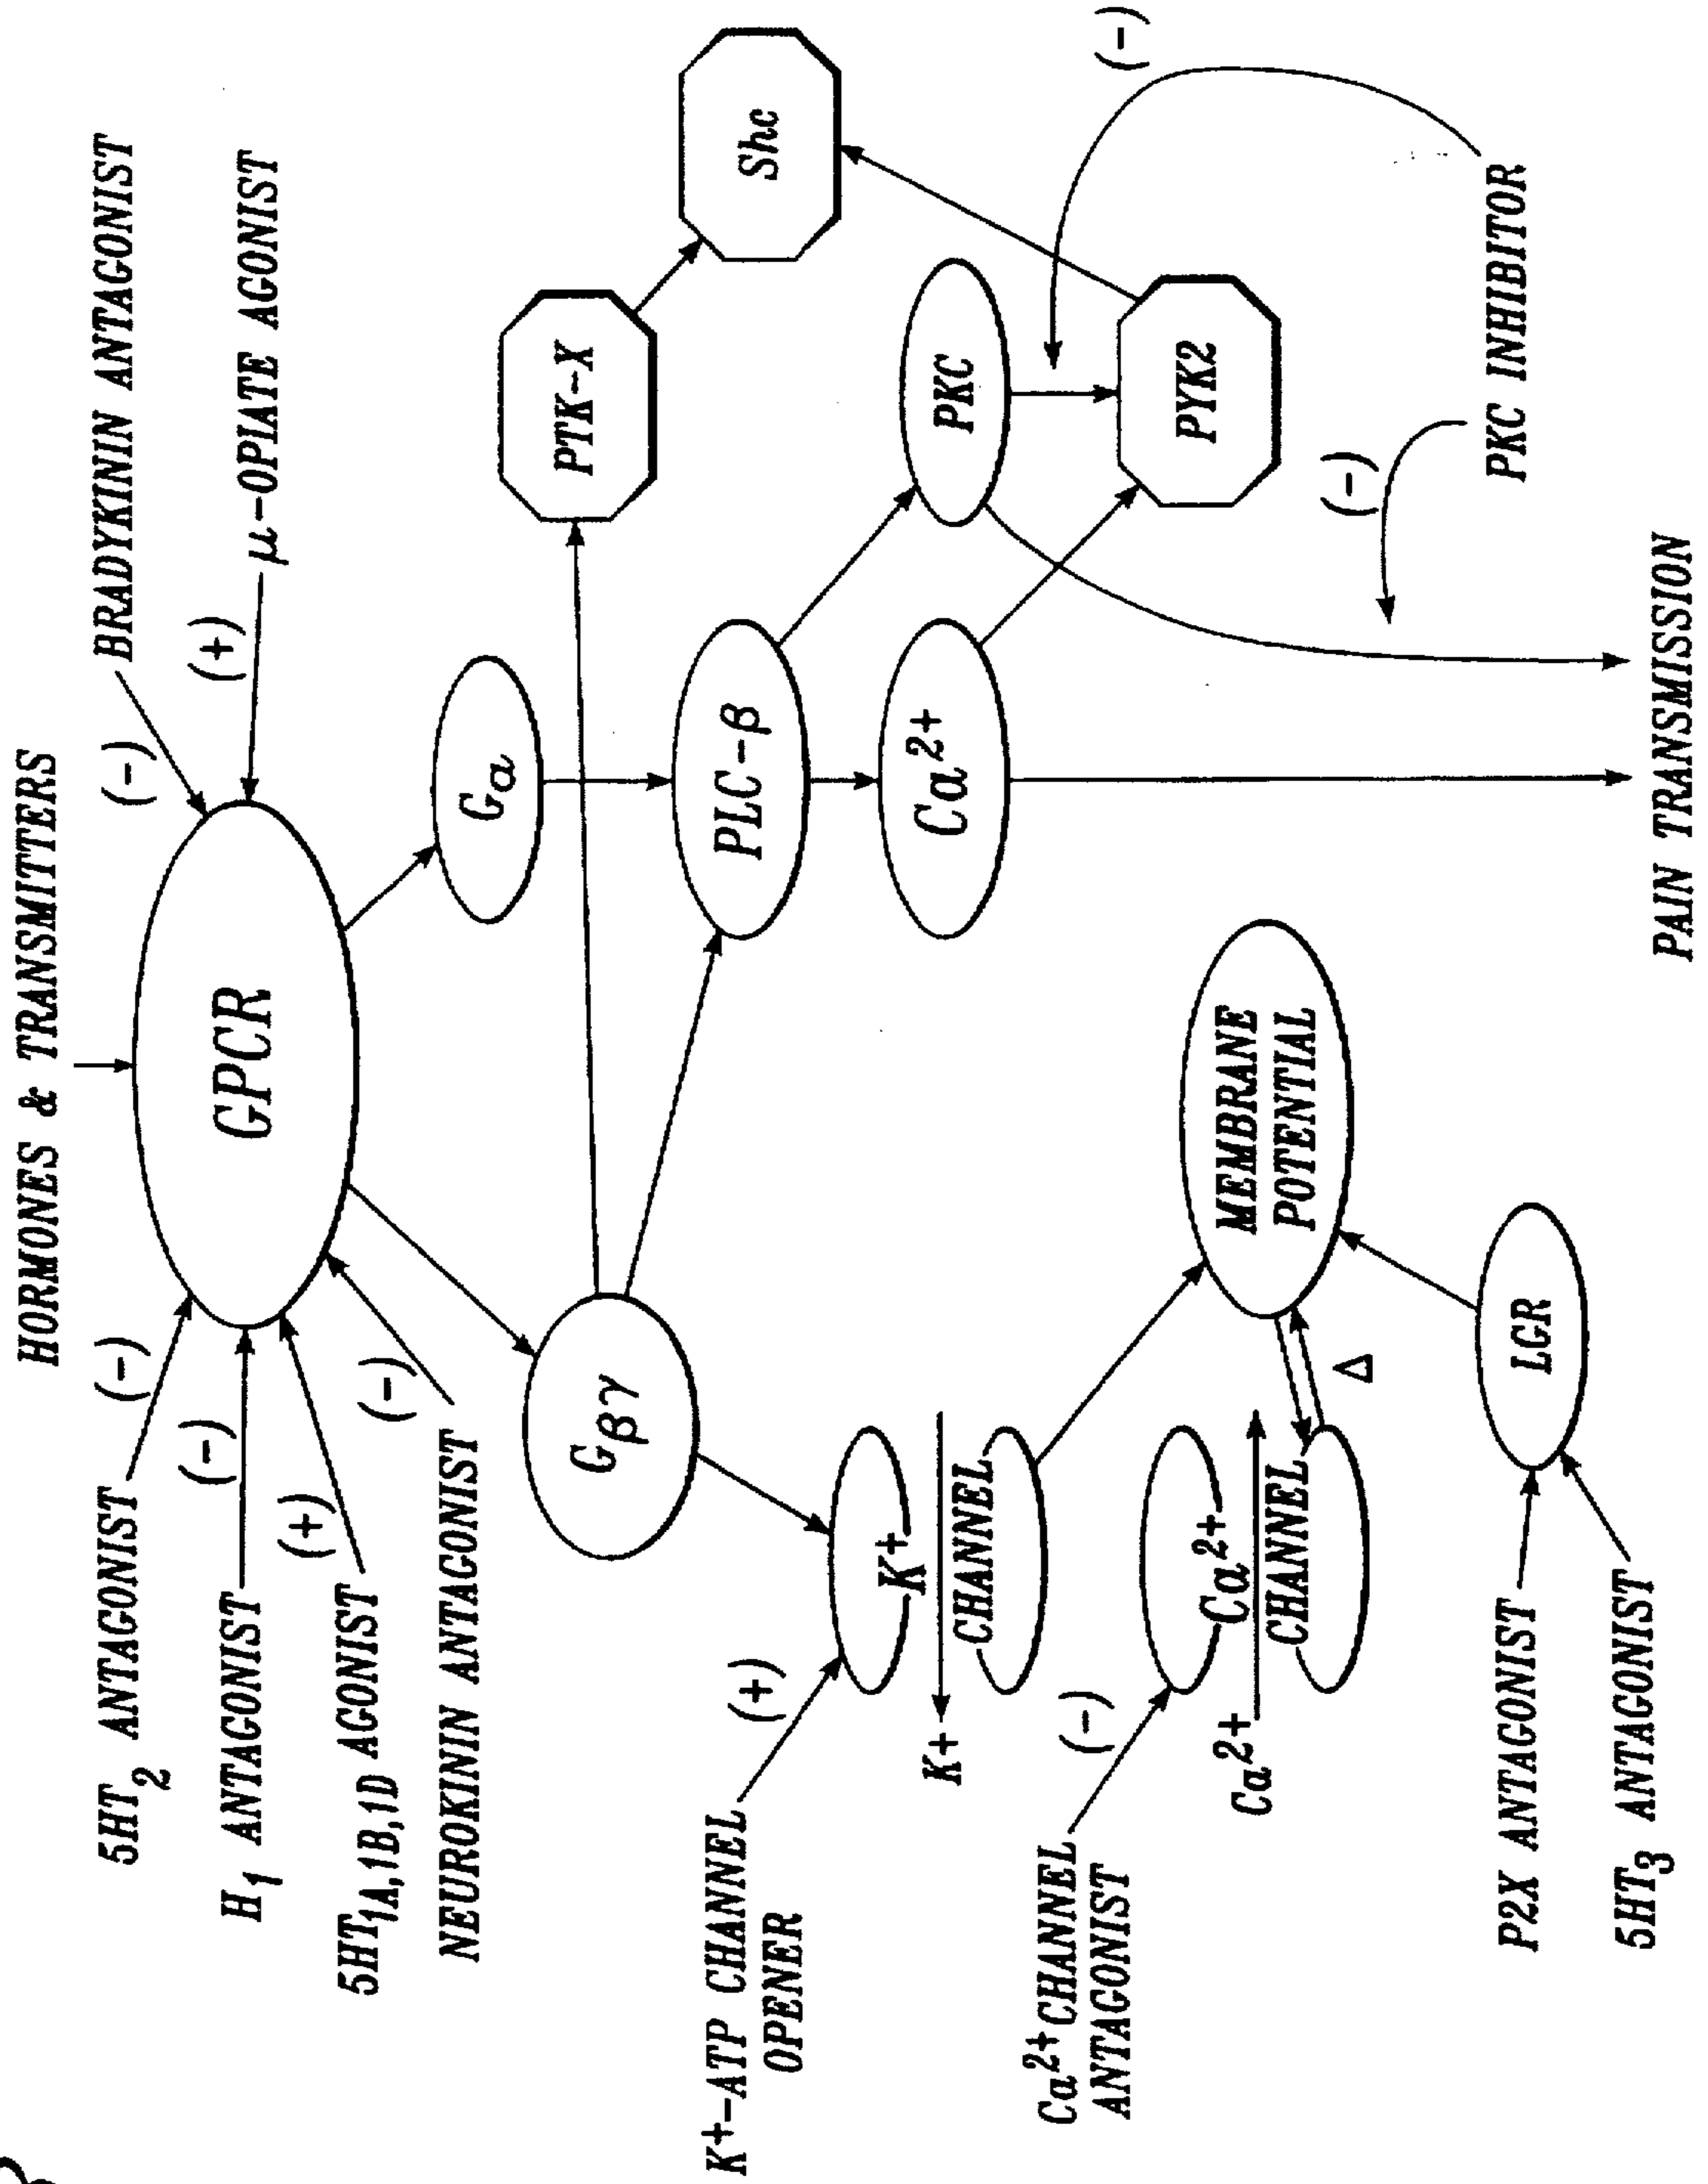 HORMONES & TRANSMITTERS
5HT2 ANTAGONIST
(-)
(-)
BRADYKININ ANTAGONIST
H1 ANTAGONIST
(-)
GPCR
(+)
μ-OPIATE AGONIST
5HT1A,1B,1D AGONIST
(+)
NEUROKININ ANTAGONIST
(-)
Gα
Gβγ
PTK-X
Shc
(-)
K+-ATP CHANNEL
OPENER
(+)
PLC-β
K+
CHANNEL
K+
Ca2+
PKC
Ca2+ CHANNEL
ANTAGONIST
(-)
Ca2+
CHANNEL
Ca2+
Δ
MEMBRANE
POTENTIAL
PYK2
(-)
P2X ANTAGONIST
LGR
PKC INHIBITOR
5HT3 ANTAGONIST
PAIN TRANSMISSION